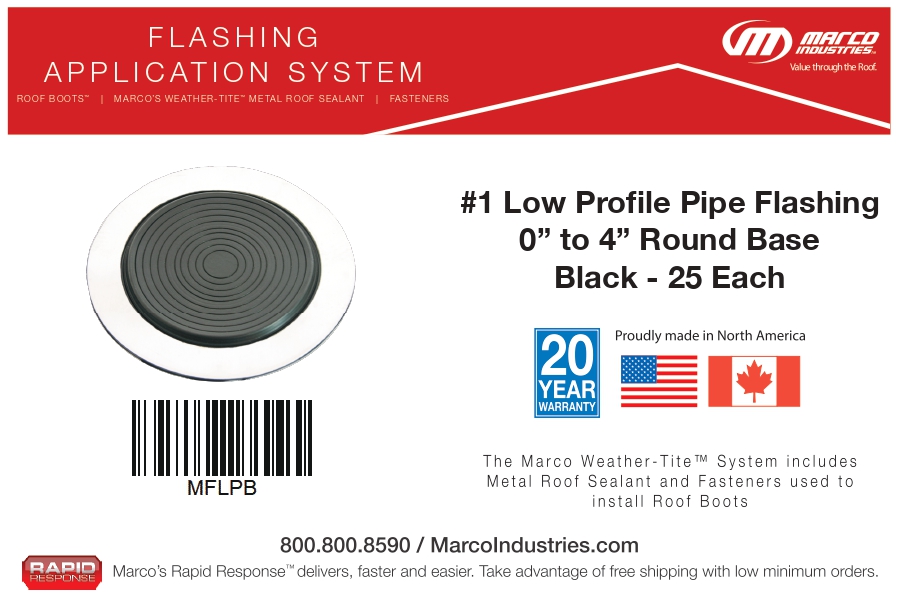 FLASHING
APPLICATION SYSTEM
ROOF BOOTS™ | MARCO'S WEATHER-TITE™ METAL ROOF SEALANT | FASTENERS
MARCO
INDUSTRIES™
Value through the Roof.
#1 Low Profile Pipe Flashing
0” to 4” Round Base
Black - 25 Each
20
YEAR
WARRANTY
Proudly made in North America
MFLPB
The Marco Weather-Tite™ System includes
Metal Roof Sealant and Fasteners used to
install Roof Boots
800.800.8590 / MarcoIndustries.com
RAPID
RESPONSE
Marco's Rapid Response™ delivers, faster and easier. Take advantage of free shipping with low minimum orders.